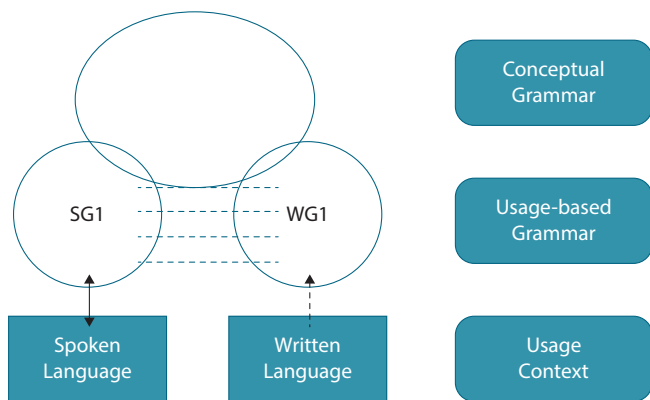 Conceptual
Grammar
SG1
WG1
Usage-based
Grammar
Spoken
Language
Written
Language
Usage
Context